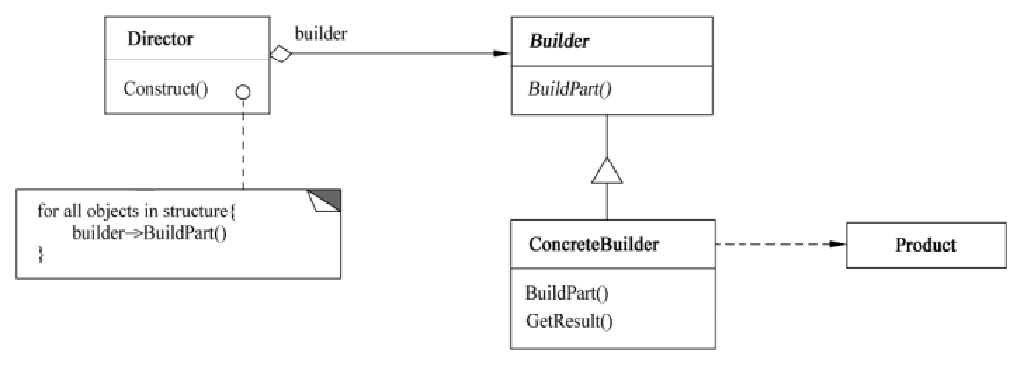 Director
Construct()
builder
Builder
BuildPart()
for all objects in structure{
builder->BuildPart()
}
ConcreteBuilder
BuildPart()
GetResult()
Product